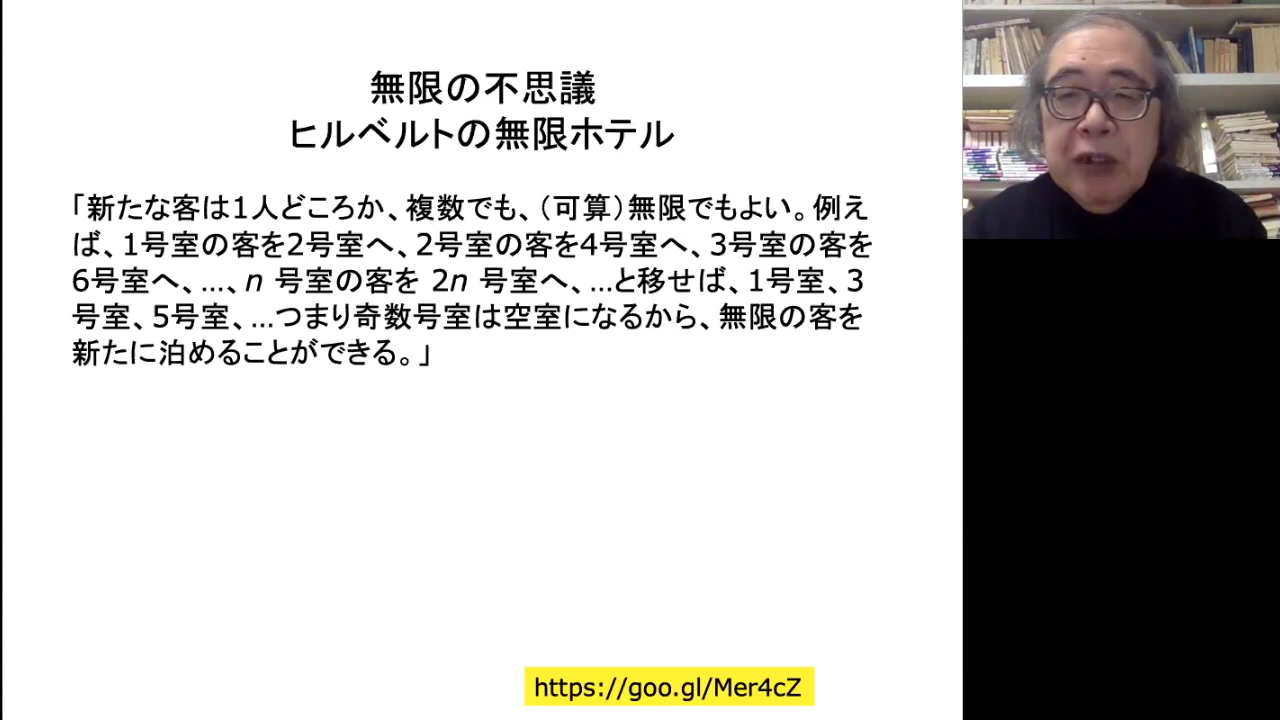 無限の不思議
ヒルベルトの無限ホテル
「新たな客は1人どころか、複数でも、（可算）無限でもよい。例え
ば、1号室の客を2号室へ、2号室の客を4号室へ、3号室の客を
6号室へ、…、n 号室の客を 2n 号室へ、…と移せば、1号室、3
号室、5号室、…つまり奇数号室は空室になるから、無限の客を
新たに泊めることができる。」
https://goo.gl/Mer4cZ